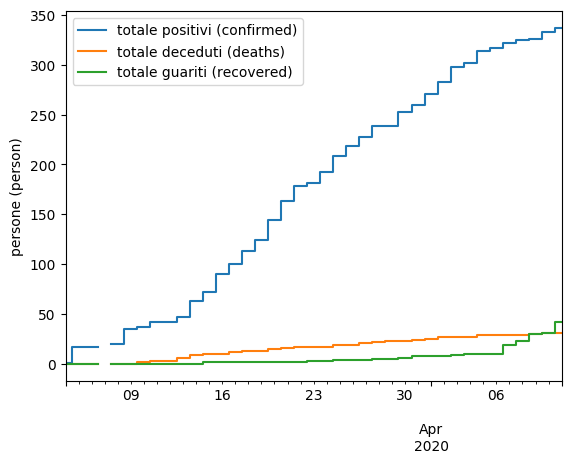 totale positivi (confirmed)
totale deceduti (deaths)
totale guariti (recovered)
persone (person)
350
300
250
200
150
100
50
0
09 16 23 30 06
Apr
2020